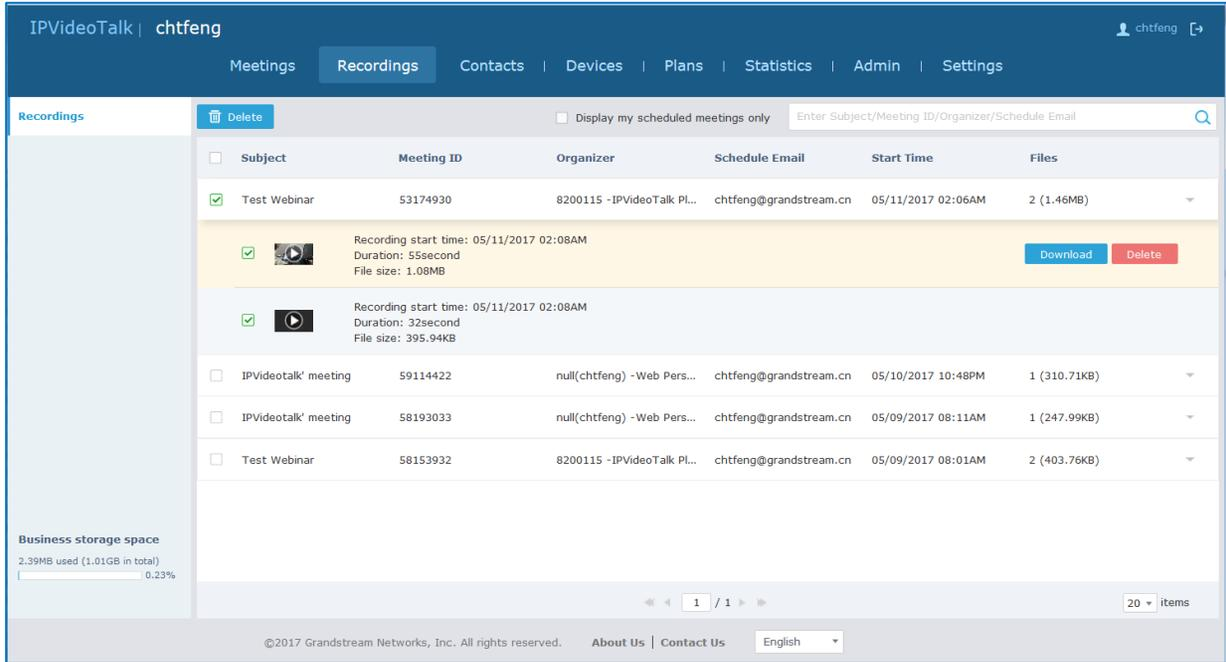 IPVideoTalk | chtfeng
chtfeng
Meetings Recordings Contacts | Devices | Plans | Statistics | Admin | Settings
Recordings
Delete
Display my scheduled meetings only
Enter Subject/Meeting ID/Organizer/Schedule Email
Subject Meeting ID Organizer Schedule Email Start Time Files
Test Webinar 53174930 8200115 -IPVideoTalk Pl... chtfeng@grandstream.cn 05/11/2017 02:06AM 2 (1.46MB)
Recording start time: 05/11/2017 02:08AM
Duration: 55second
File size: 1.08MB
Download Delete
Recording start time: 05/11/2017 02:08AM
Duration: 32second
File size: 395.94KB
IPVideotalk' meeting 59114422 null(chtfeng) -Web Pers... chtfeng@grandstream.cn 05/10/2017 10:48PM 1 (310.71KB)
IPVideotalk' meeting 58193033 null(chtfeng) -Web Pers... chtfeng@grandstream.cn 05/09/2017 08:11AM 1 (247.99KB)
Test Webinar 58153932 8200115 -IPVideoTalk Pl... chtfeng@grandstream.cn 05/09/2017 08:01AM 2 (403.76KB)
Business storage space
2.39MB used (1.01GB in total)
0.23%
1 / 1
20 items
©2017 Grandstream Networks, Inc. All rights reserved. About Us | Contact Us English